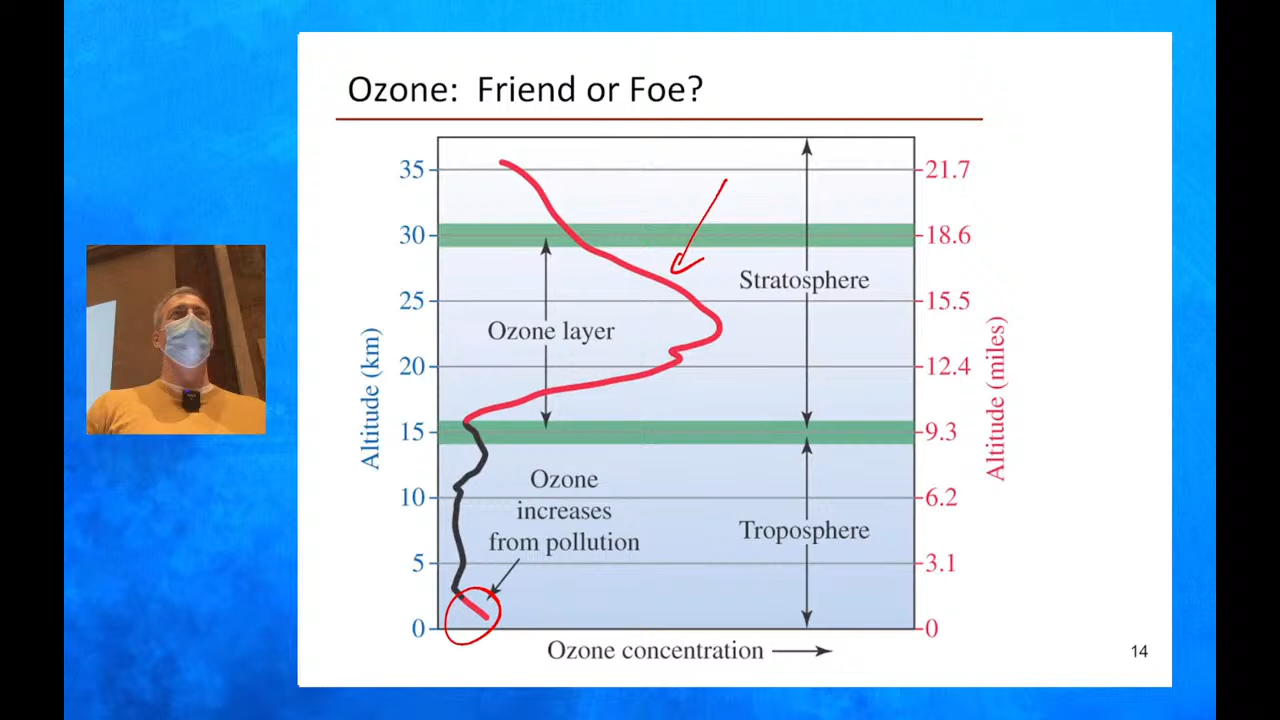 Ozone: Friend or Foe?
35
30
25
20
15
10
5
0
Altitude (km)
21.7
18.6
15.5
12.4
9.3
6.2
3.1
0
Altitude (miles)
Stratosphere
Ozone layer
Ozone
increases
from pollution
Troposphere
Ozone concentration
14